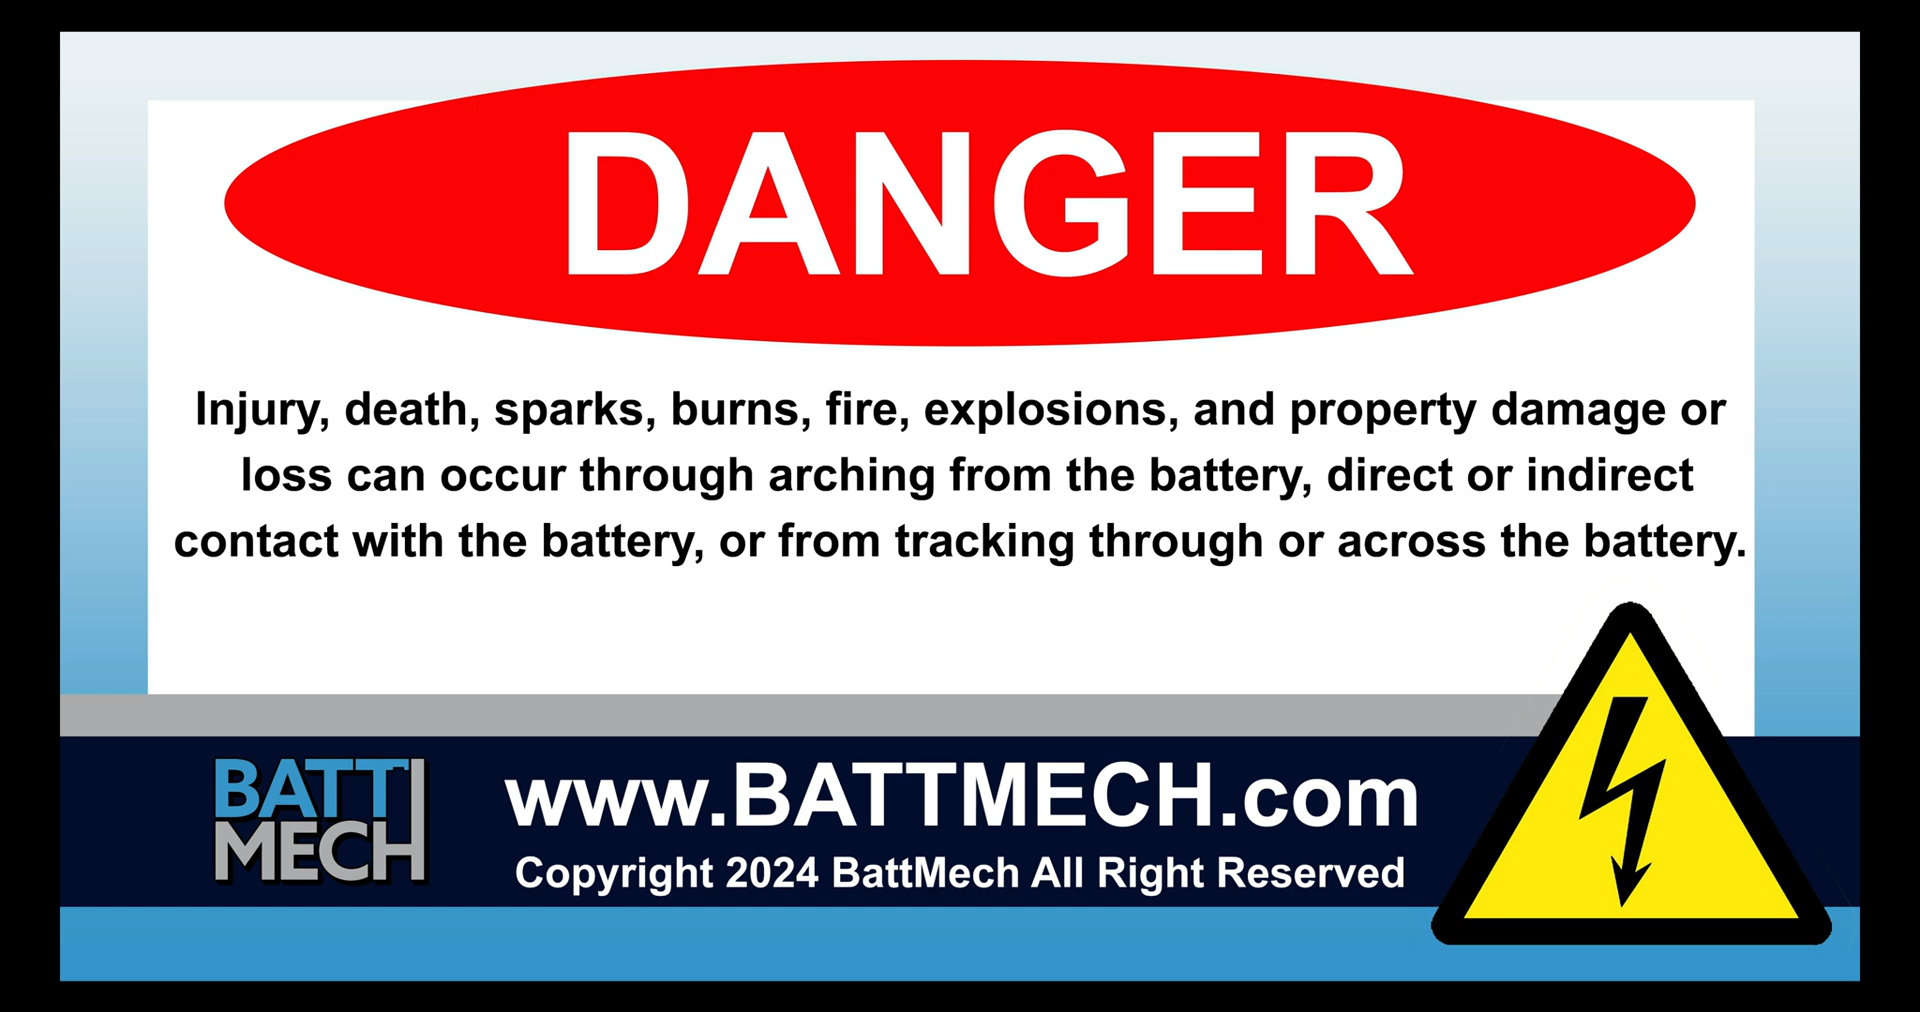 DANGER
Injury, death, sparks, burns, fire, explosions, and property damage or
loss can occur through arching from the battery, direct or indirect
contact with the battery, or from tracking through or across the battery.
BATT
MECH
www.BATTMECH.com
Copyright 2024 BattMech All Right Reserved